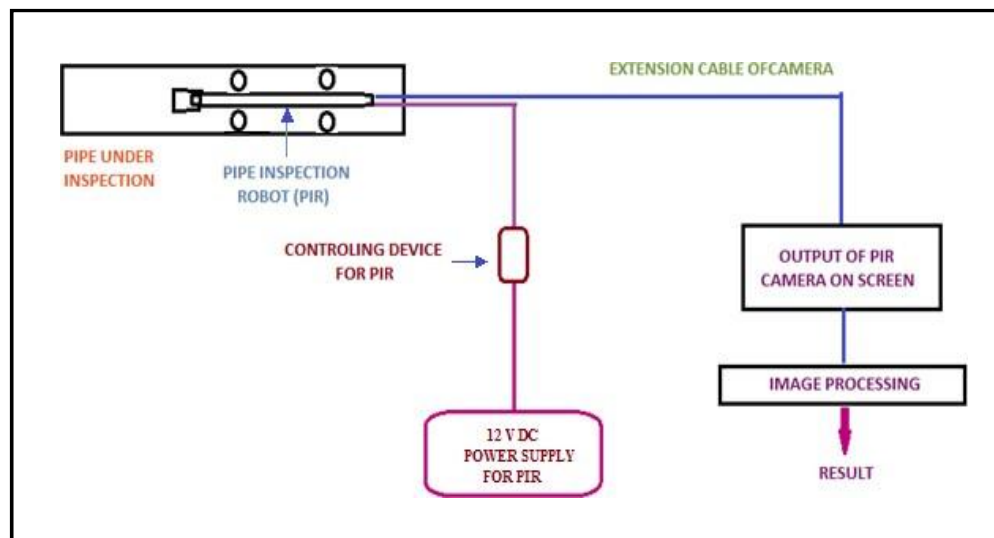 EXTENSION CABLE OFCAMERA
PIPE UNDER
INSPECTION
PIPE INSPECTION
ROBOT (PIR)
CONTROLING DEVICE
FOR PIR
OUTPUT OF PIR
CAMERA ON SCREEN
IMAGE PROCESSING
12 V DC
POWER SUPPLY
FOR PIR
RESULT